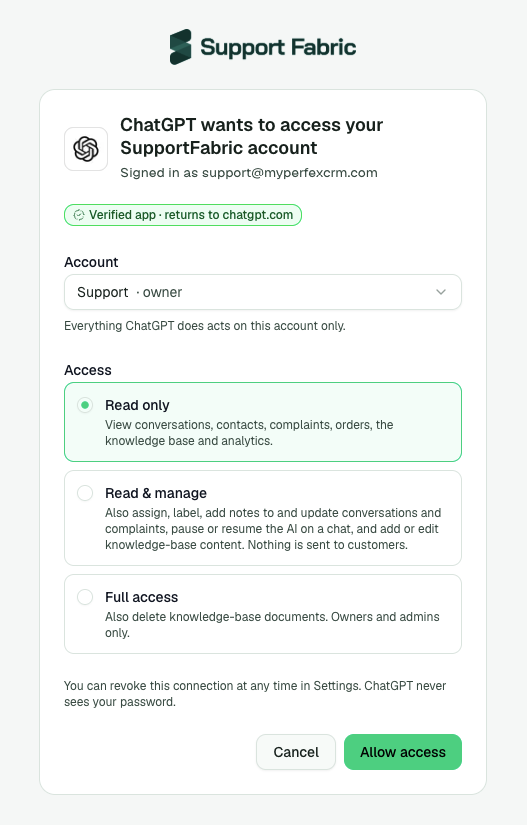 Support Fabric
ChatGPT wants to access your
SupportFabric account
Signed in as support@myperfexcrm.com
Verified app · returns to chatgpt.com
Account
Support · owner
Everything ChatGPT does acts on this account only.
Access
Read only
View conversations, contacts, complaints, orders, the
knowledge base and analytics.
Read & manage
Also assign, label, add notes to and update conversations and
complaints, pause or resume the AI on a chat, and add or edit
knowledge-base content. Nothing is sent to customers.
Full access
Also delete knowledge-base documents. Owners and admins
only.
You can revoke this connection at any time in Settings. ChatGPT never
sees your password.
Cancel
Allow access